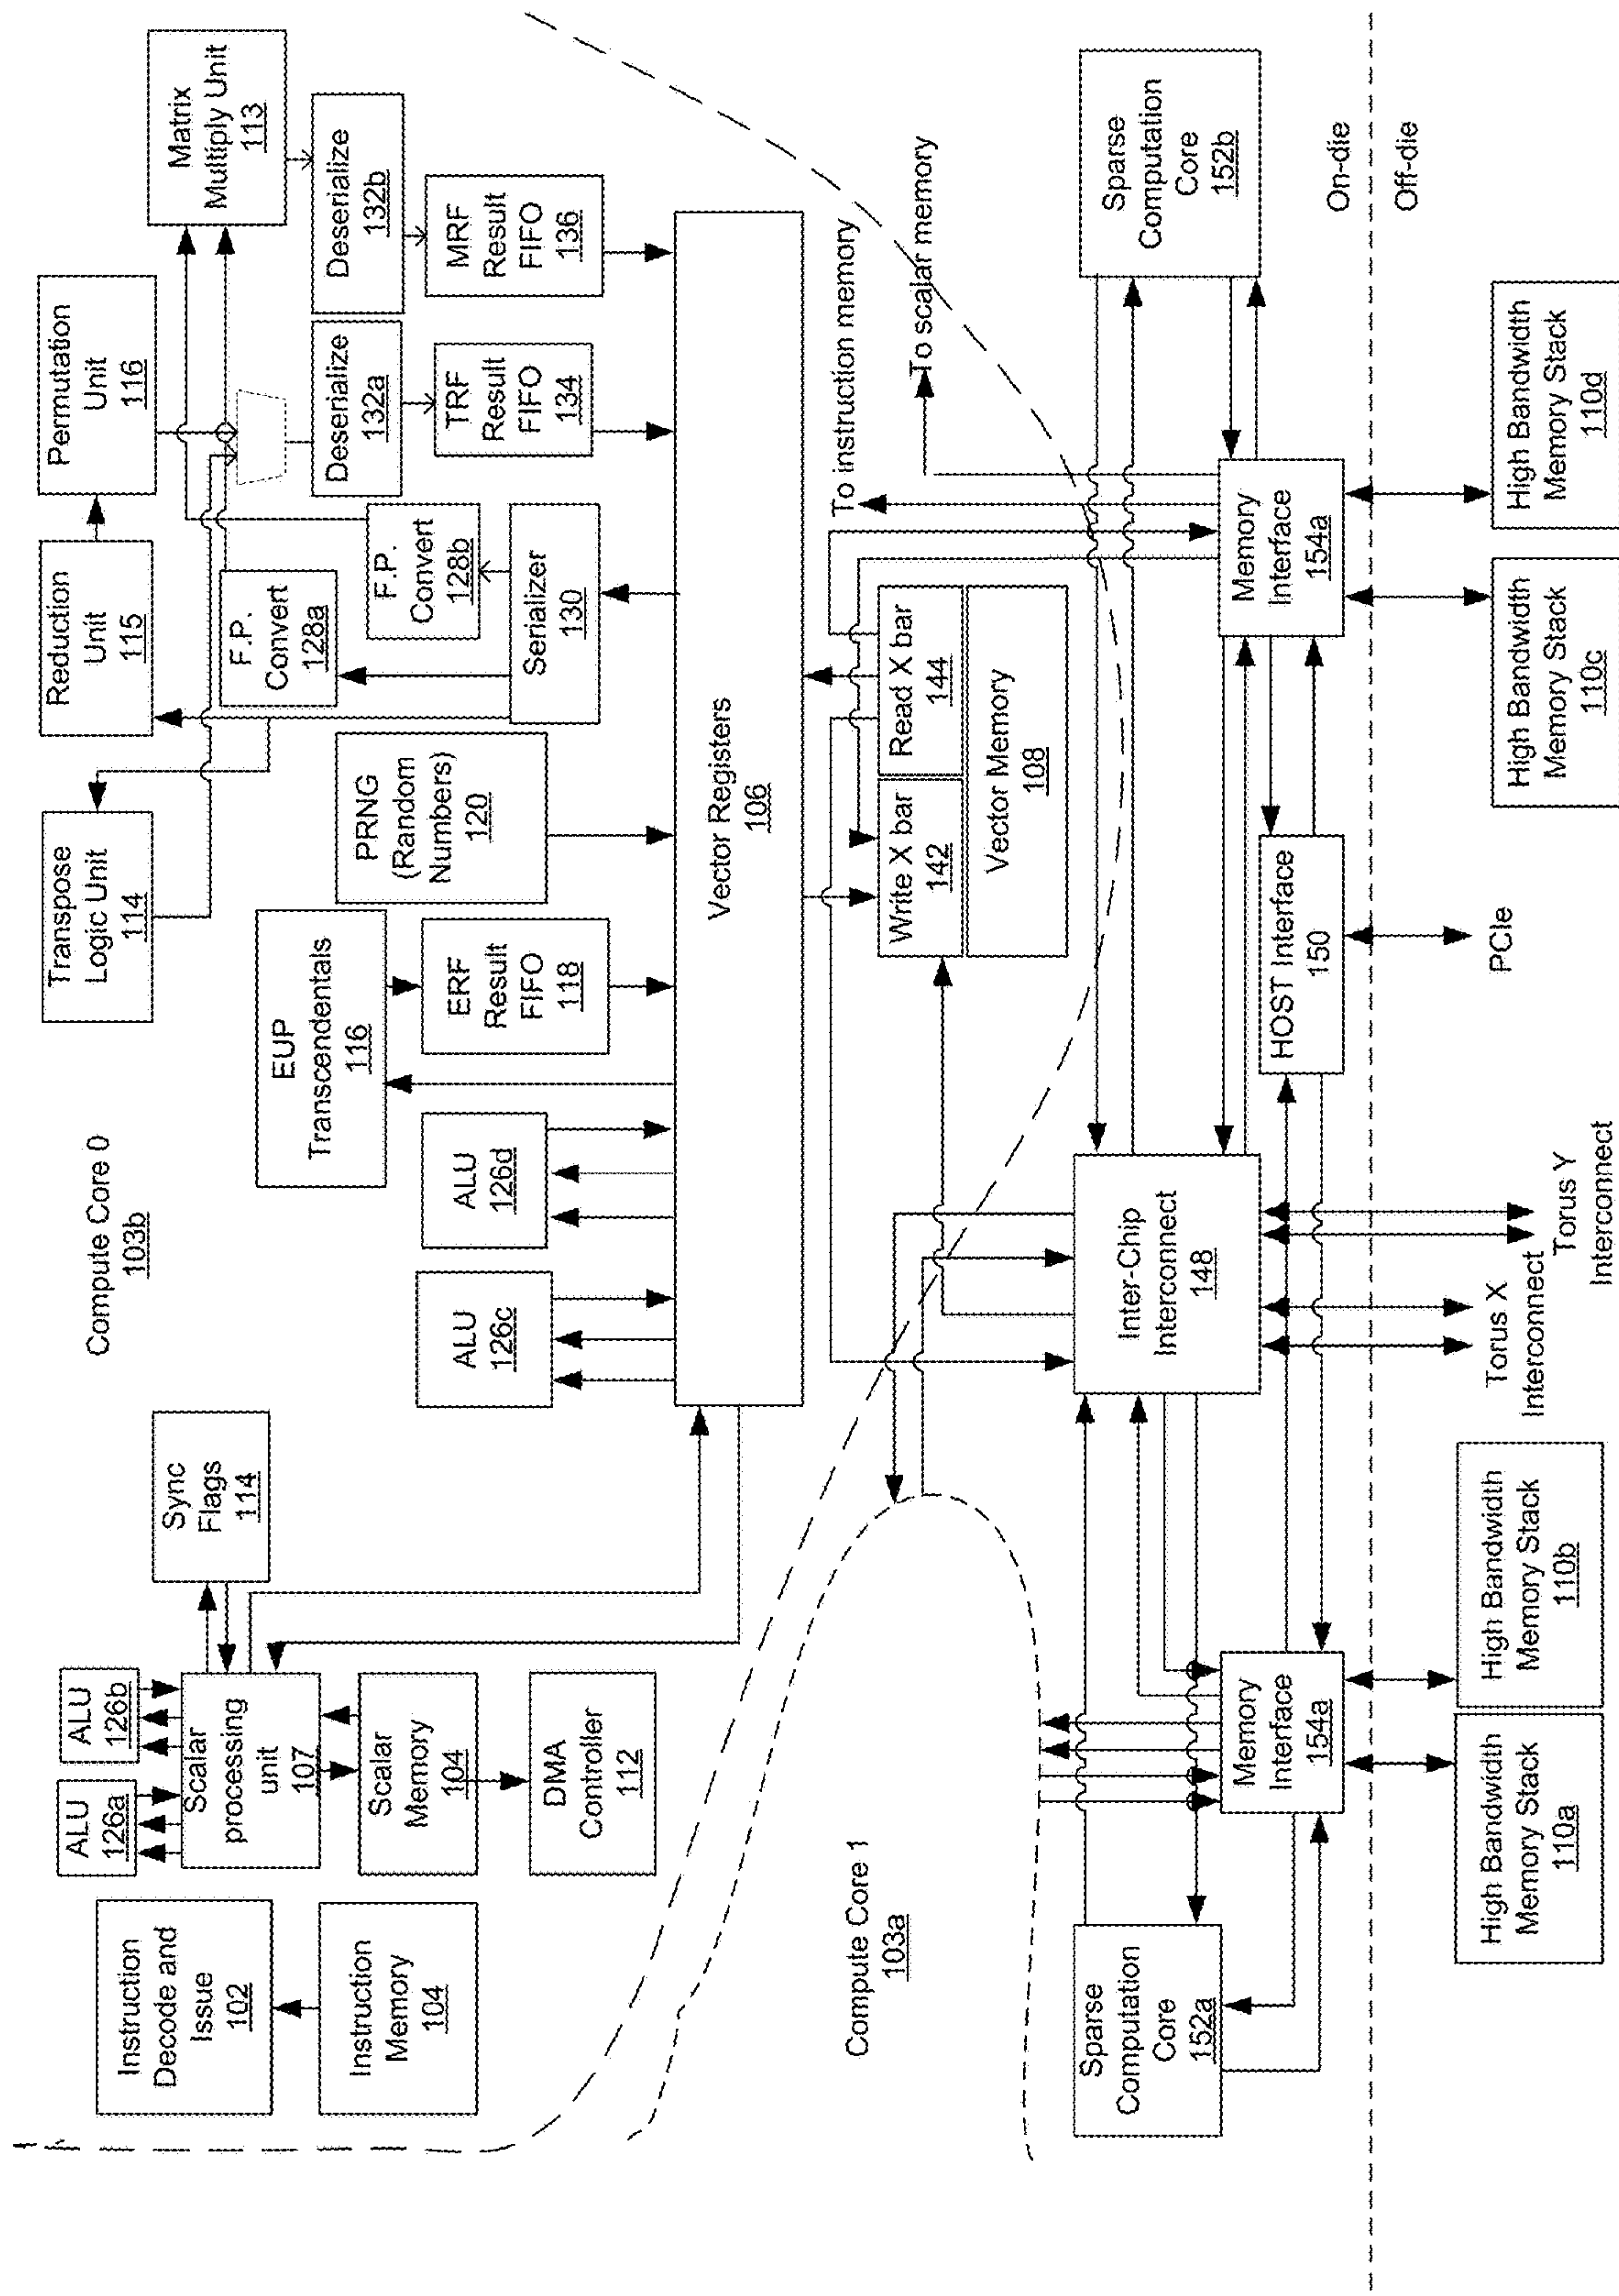 Compute Core 0
103b
Instruction
Decode and
Issue
102
Instruction
Memory
104
ALU
126a
ALU
126b
Scalar
processing
unit
107
Sync
Flags
114
Scalar
Memory
104
DMA
Controller
112
ALU
126c
ALU
126d
EUP
Transcendentals
116
ERF
Result
FIFO
118
PRNG
(Random
Numbers)
120
Transpose
Logic Unit
114
Reduction
Unit
115
Permutation
Unit
116
Matrix
Multiply Unit
113
F.P.
Convert
128a
F.P.
Convert
128b
Serializer
130
Deserialize
132a
Deserialize
132b
TRF
Result
FIFO
134
MRF
Result
FIFO
136
Vector Registers
106
Write X bar
142
Read X bar
144
Vector Memory
108
To instruction memory
To scalar memory
Compute Core 1
103a
Sparse
Computation
Core
152a
Memory
Interface
154a
Inter-Chip
Interconnect
148
HOST Interface
150
Memory
Interface
154a
Sparse
Computation
Core
152b
On-die
Off-die
High Bandwidth
Memory Stack
110a
High Bandwidth
Memory Stack
110b
Torus X
Interconnect
Torus Y
Interconnect
PCIe
High Bandwidth
Memory Stack
110c
High Bandwidth
Memory Stack
110d